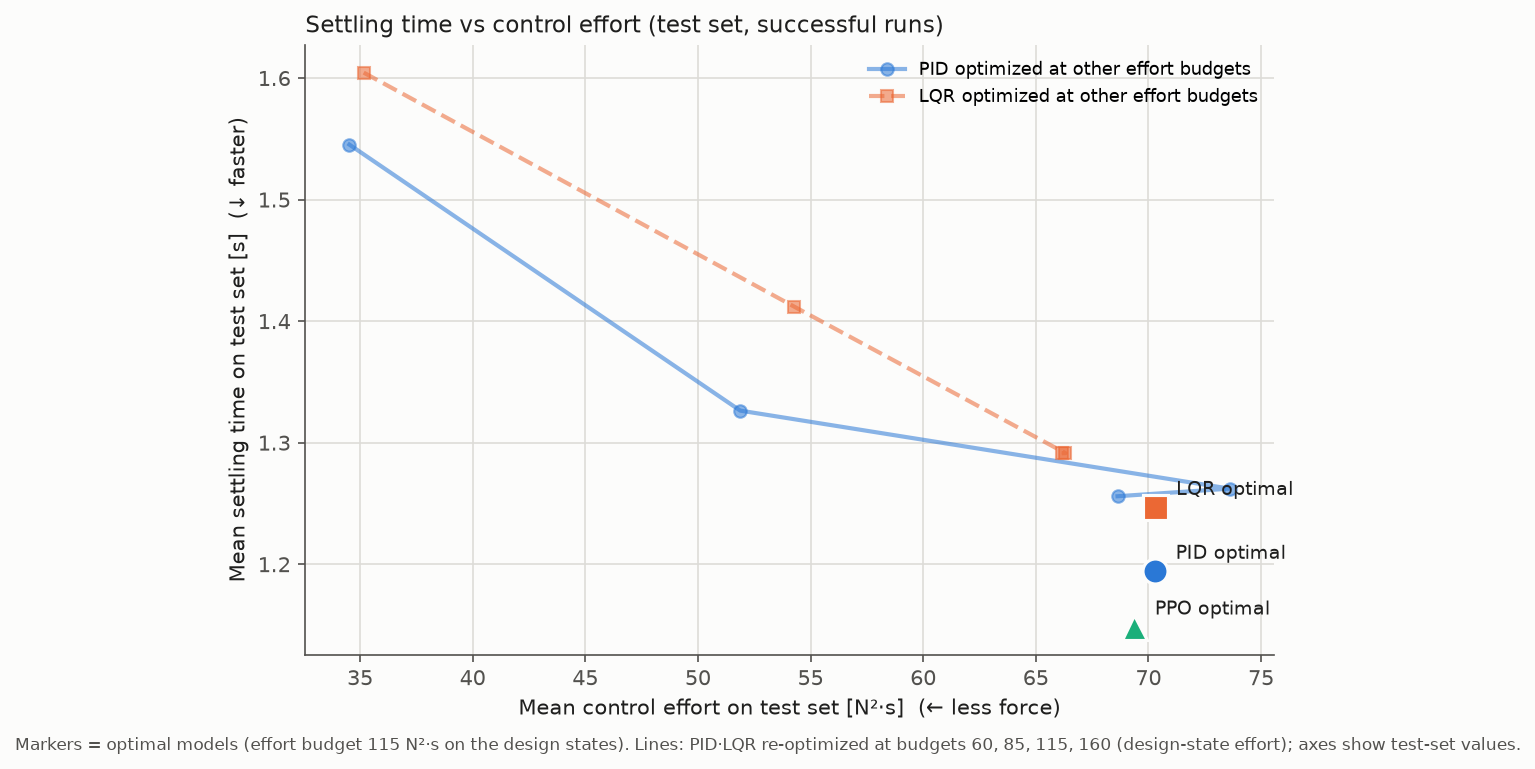 Settling time vs control effort (test set, successful runs)
PID optimized at other effort budgets
LQR optimized at other effort budgets
Mean settling time on test set [s]  (↓ faster)
1.6
1.5
1.4
1.3
1.2
LQR optimal
PID optimal
PPO optimal
35 40 45 50 55 60 65 70 75
Mean control effort on test set [N²·s]  (← less force)
Markers = optimal models (effort budget 115 N²·s on the design states). Lines: PID·LQR re-optimized at budgets 60, 85, 115, 160 (design-state effort); axes show test-set values.